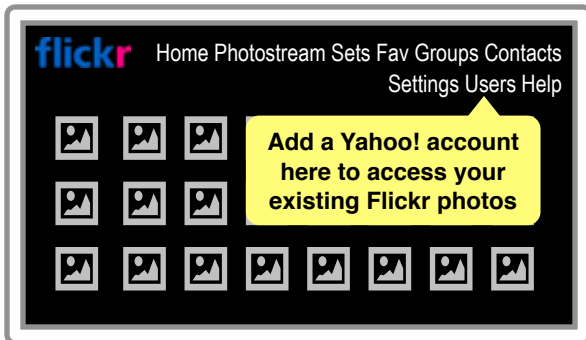 flickr Home Photostream Sets Fav Groups Contacts
Settings Users Help
Add a Yahoo! account
here to access your
existing Flickr photos